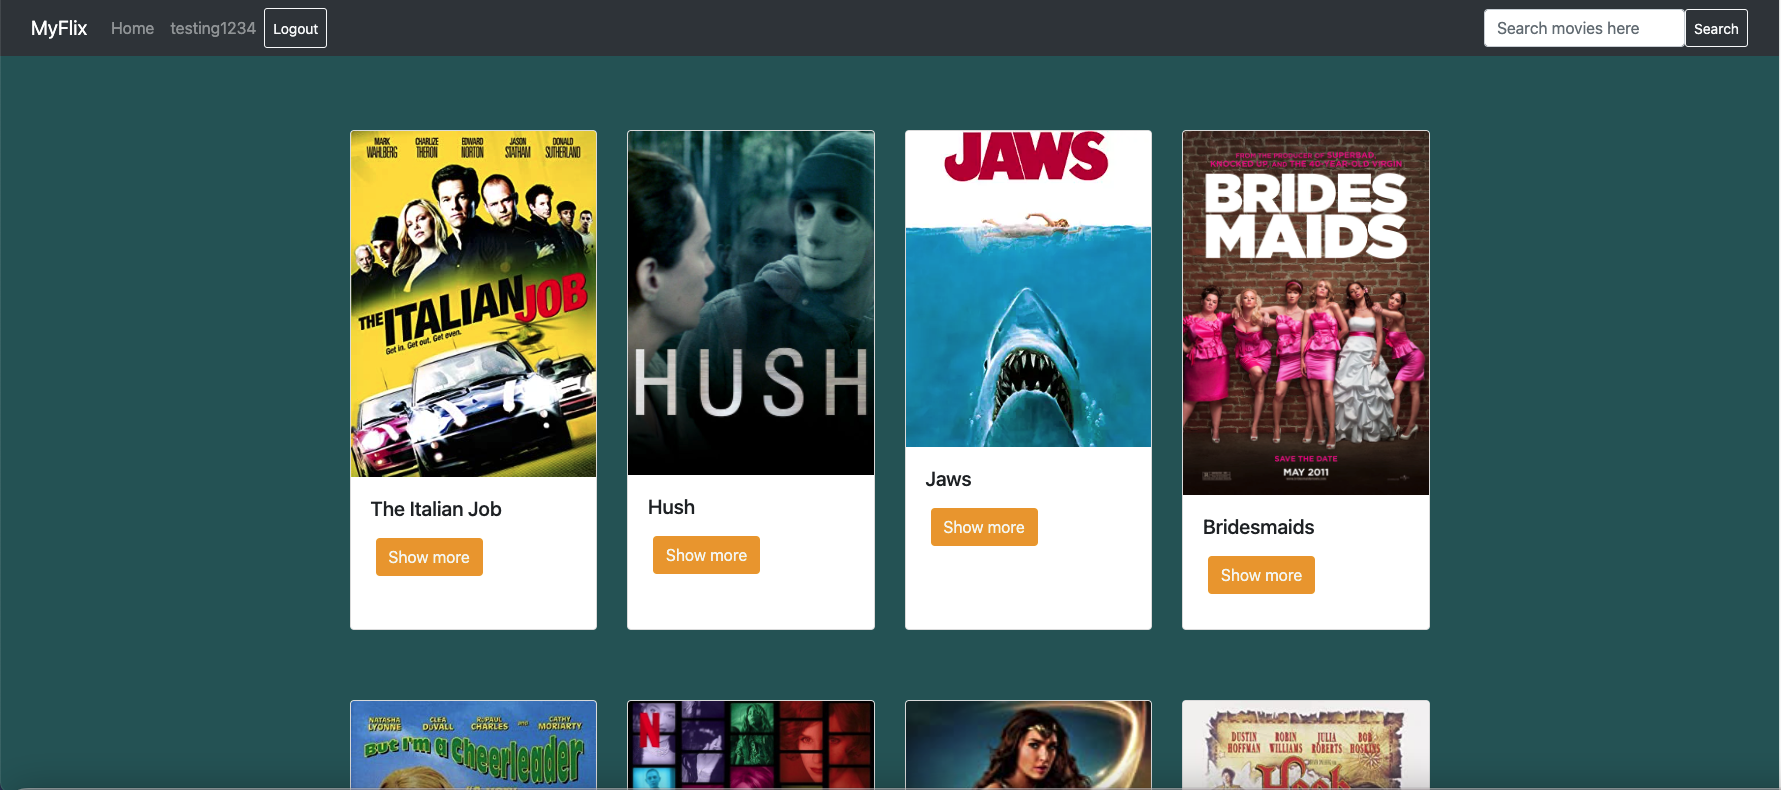 MyFlix Home testing1234 Logout Search movies here Search
MARK WAHLBERG CHARLIZE THERON EDWARD NORTON JASON STATHAM DONALD SUTHERLAND
THE ITALIAN JOB
Get in. Get out. Get even.
The Italian Job
Show more
HUSH
Hush
Show more
JAWS
Jaws
Show more
FROM THE PRODUCER OF SUPERBAD,
KNOCKED UP AND THE 40-YEAR-OLD VIRGIN
BRIDES
MAIDS
SAVE THE DATE
MAY 2011
Bridesmaids
Show more
NATASHA LYONNE CLEA DUVALL RUPAUL CHARLES and CATHY MORIARTY
But I'm a Cheerleader
N
DUSTIN HOFFMAN ROBIN WILLIAMS JULIA ROBERTS BOB HOSKINS
Hook